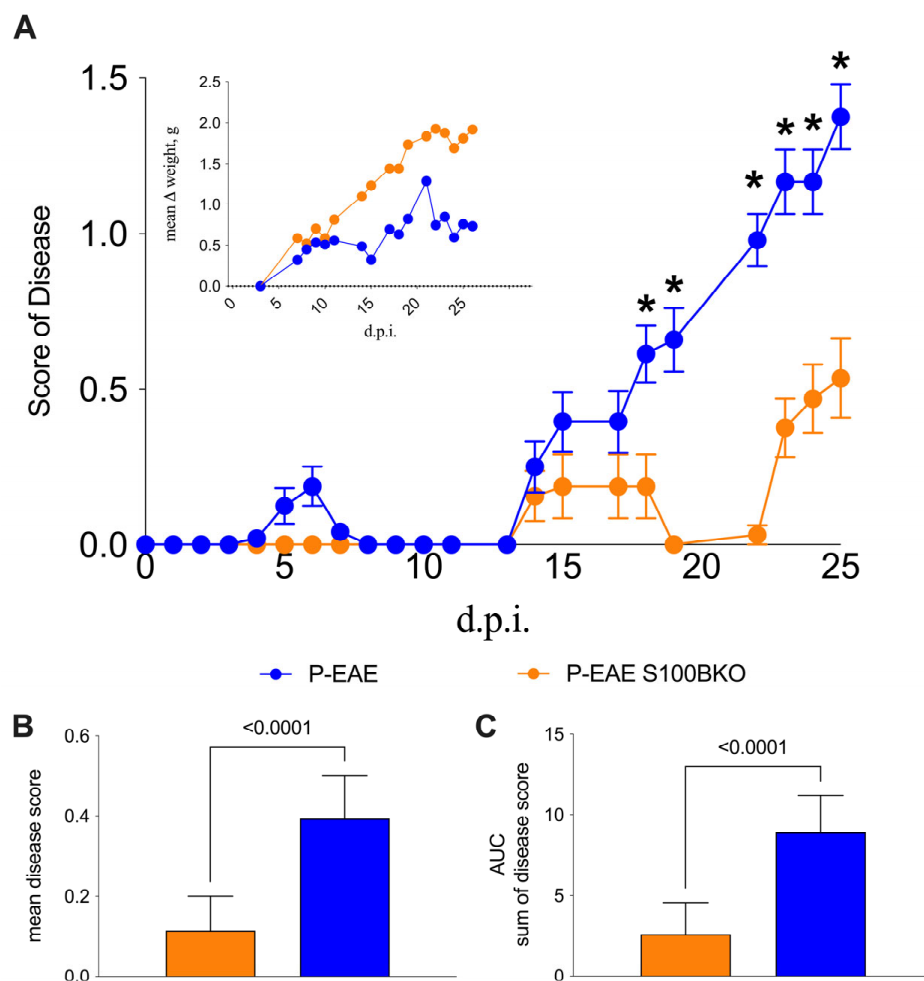 A
Score of Disease
1.5
1.0
0.5
0.0
mean Δ weight, g
2.5
2.0
1.5
1.0
0.5
0.0
0 5 10 15 20 25
d.p.i.
* * * * * *
0 5 10 15 20 25
d.p.i.
P-EAE P-EAE S100BKO
B
mean disease score
0.6
0.4
0.2
0.0
<0.0001
C
AUC
sum of disease score
15
10
5
0
<0.0001